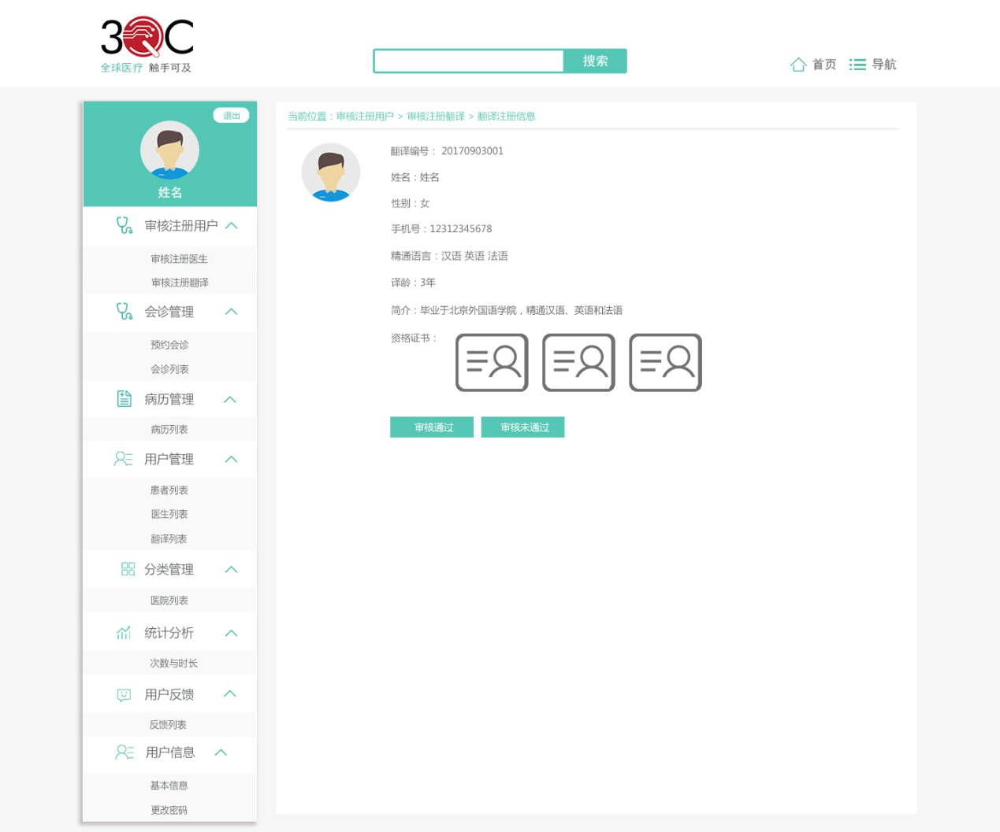 3QC
全球医疗 触手可及
搜索
首页
导航
退出
姓名
审核注册用户
审核注册医生
审核注册翻译
会诊管理
预约会诊
会诊列表
病历管理
病历列表
用户管理
患者列表
医生列表
翻译列表
分类管理
医院列表
统计分析
次数与时长
用户反馈
反馈列表
用户信息
基本信息
更改密码
当前位置：审核注册用户 > 审核注册翻译 > 翻译注册信息
翻译编号： 20170903001
姓名：姓名
性别：女
手机号：12312345678
精通语言：汉语 英语 法语
译龄：3年
简介：毕业于北京外国语学院，精通汉语、英语和法语
资格证书：
审核通过
审核未通过